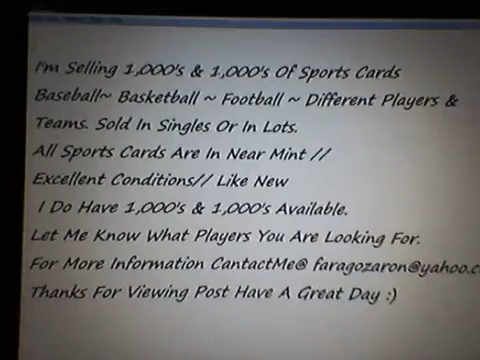 I'm Selling 1,000's & 1,000's Of Sports Cards
Baseball~ Basketball ~ Football ~ Different Players &
Teams. Sold In Singles Or In Lots.
All Sports Cards Are In Near Mint //
Excellent Conditions// Like New
I Do Have 1,000's & 1,000's Available.
Let Me Know What Players You Are Looking For.
For More Information CantactMe@ faragozaron@yahoo.c
Thanks For Viewing Post Have A Great Day :)